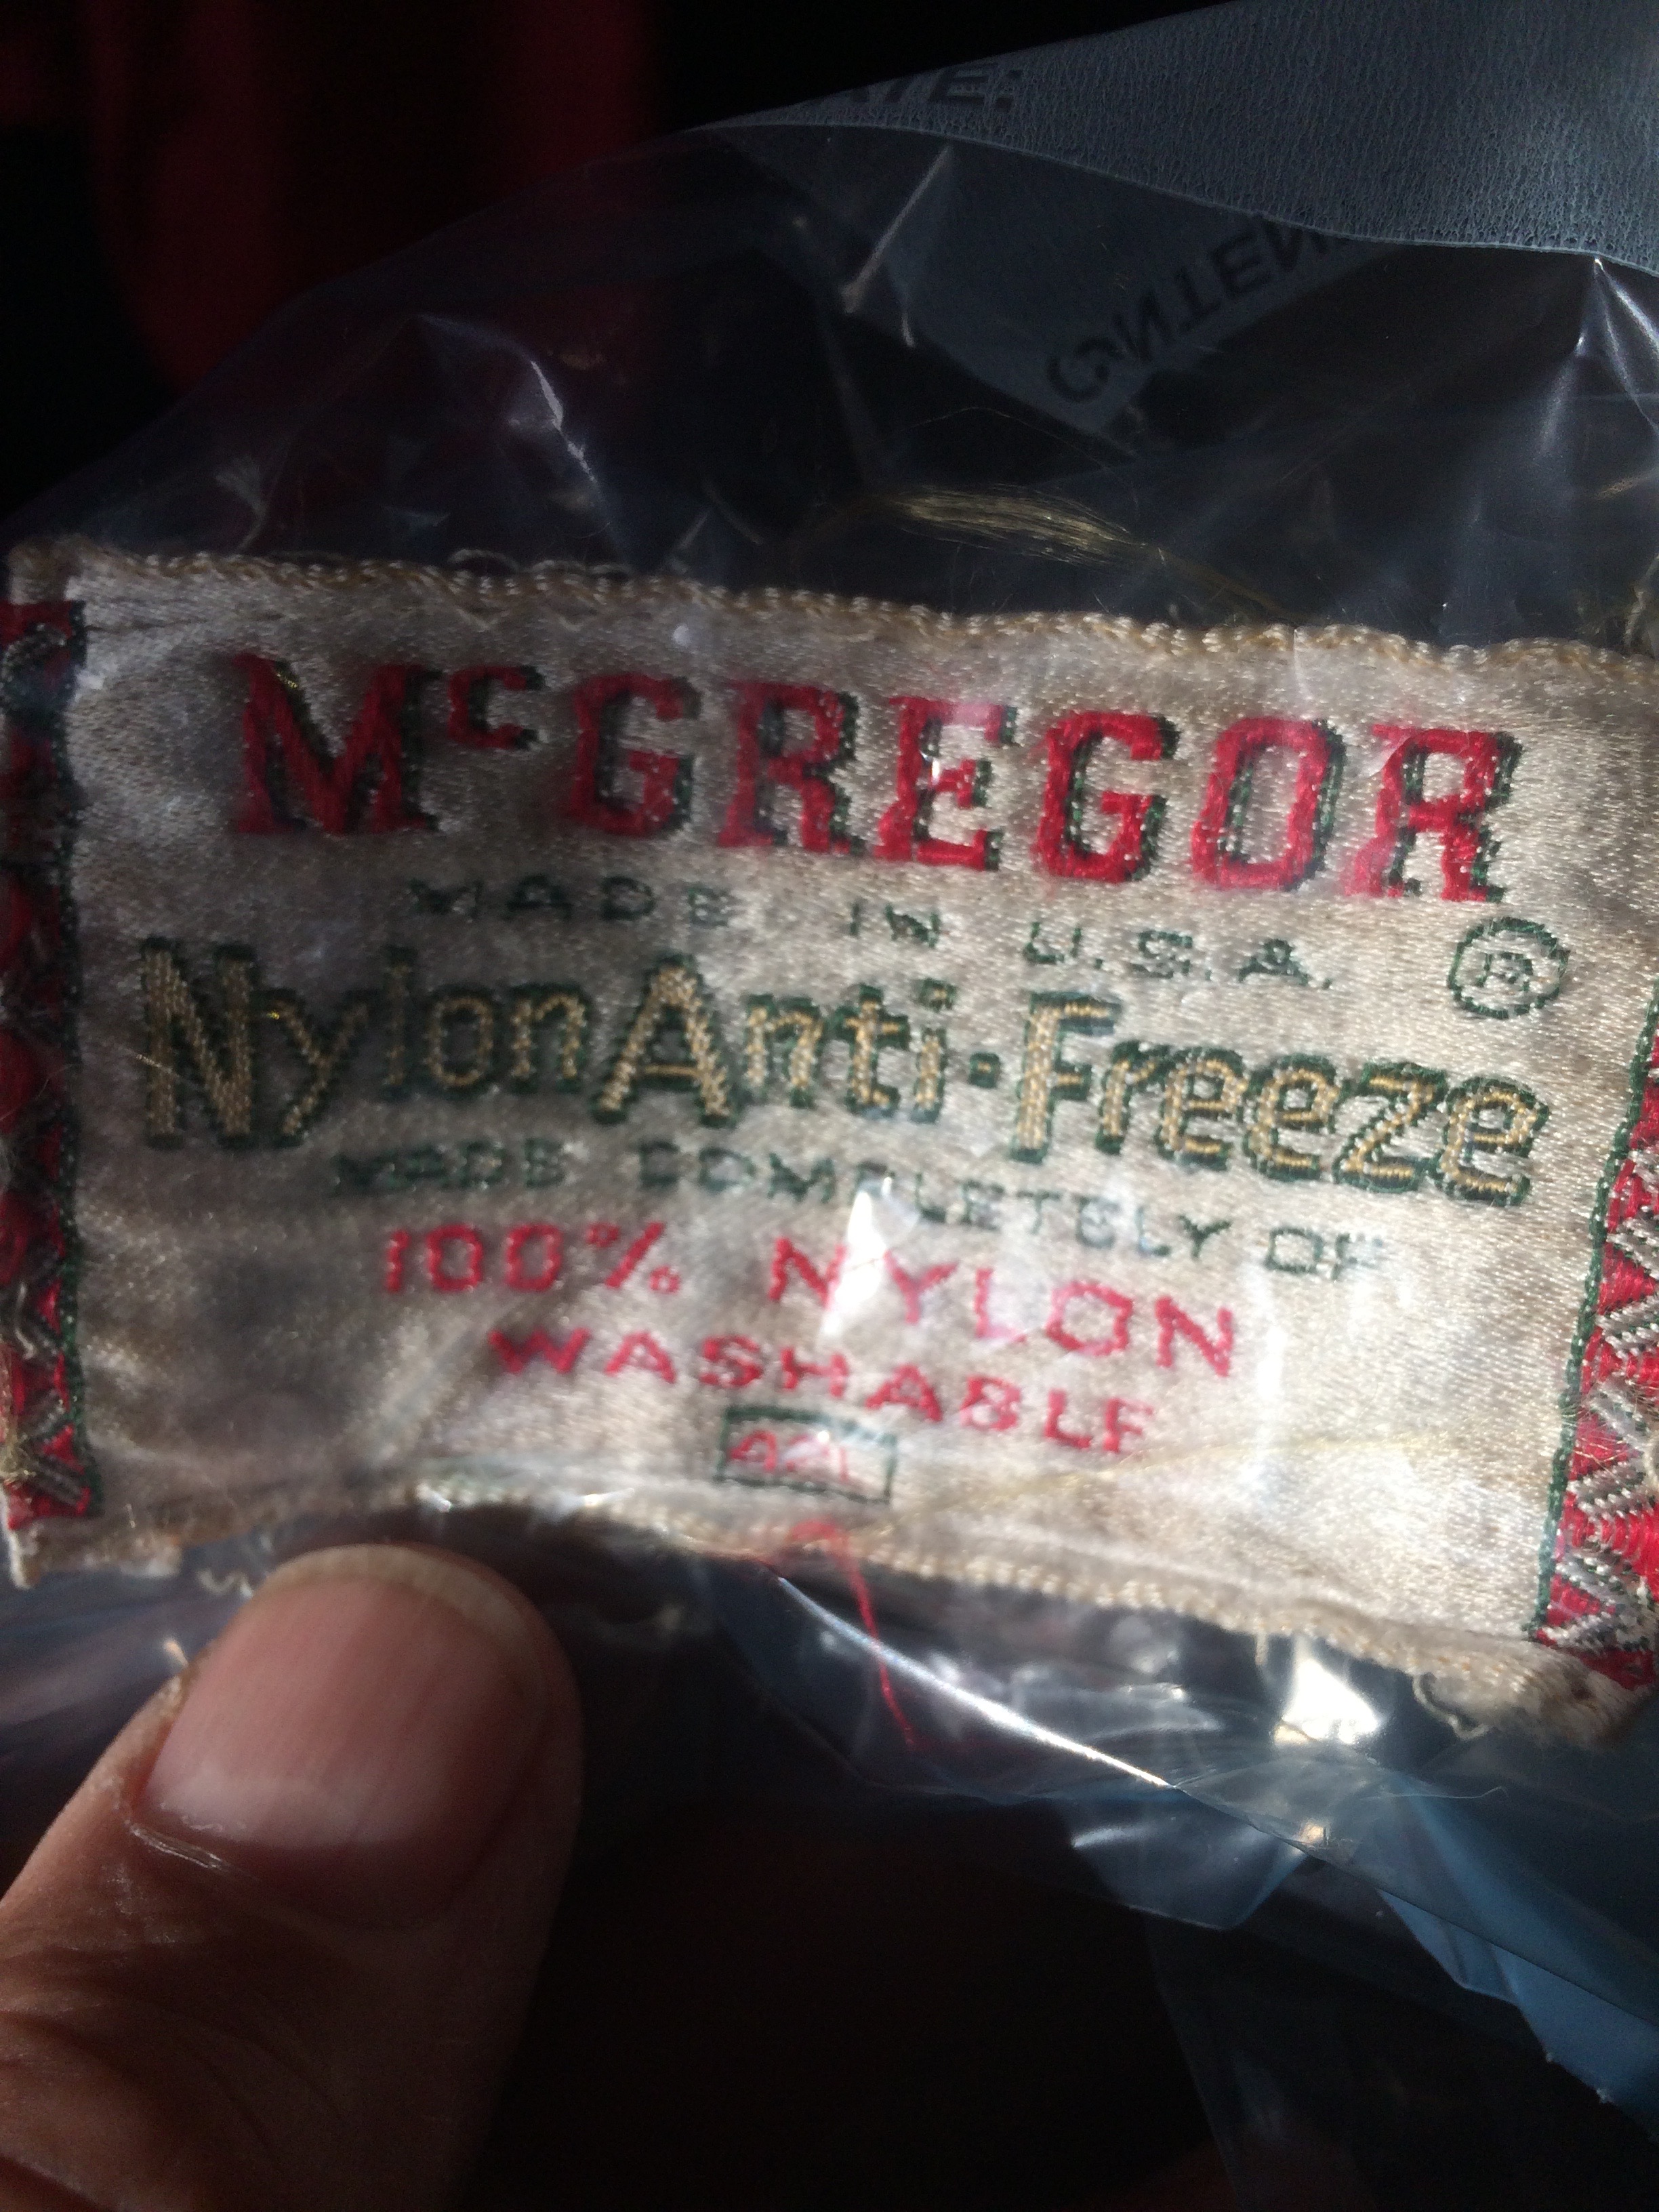 McGREGOR
MADE IN U.S.A.
®
Nylon Anti-Freeze
MADE COMPLETELY OF
100% NYLON
WASHABLE